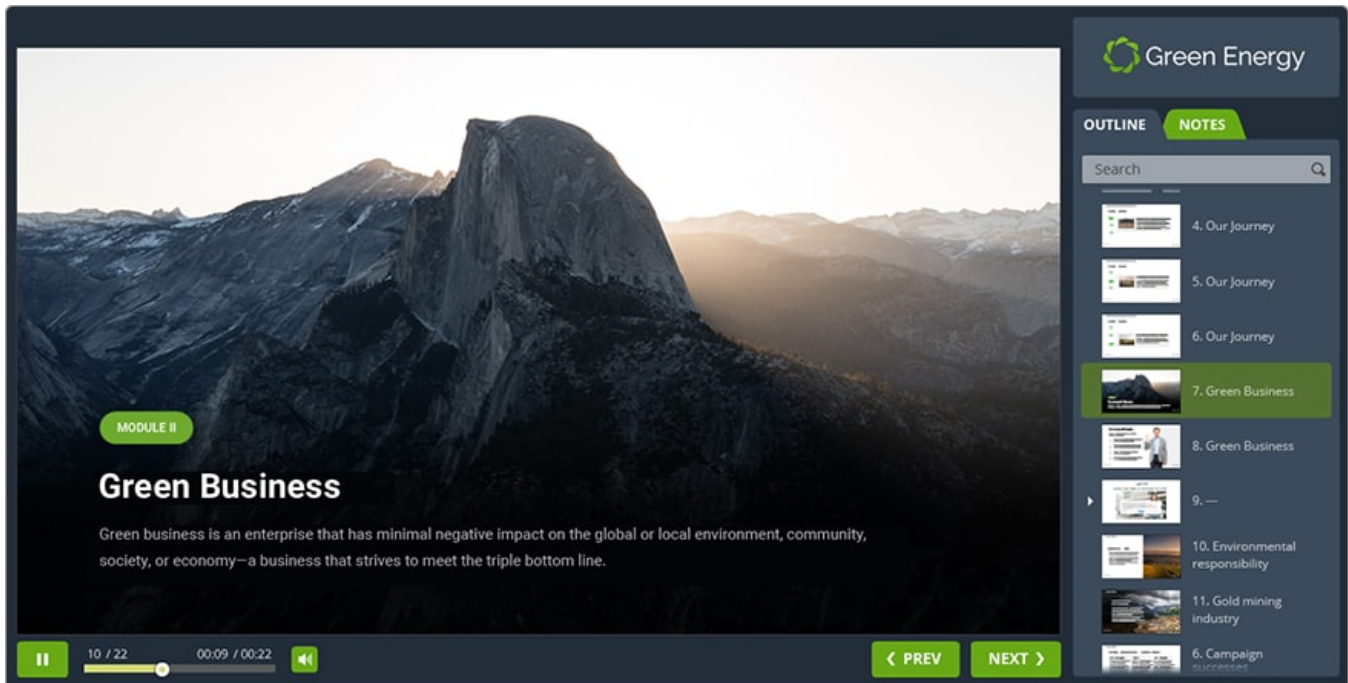 Green Energy
OUTLINE
NOTES
Search
4. Our Journey
5. Our Journey
6. Our Journey
7. Green Business
8. Green Business
9. ---
10. Environmental
responsibility
11. Gold mining
industry
6. Campaign
successes
MODULE II
Green Business
Green business is an enterprise that has minimal negative impact on the global or local environment, community,
society, or economy—a business that strives to meet the triple bottom line.
10 / 22
00:09 / 00:22
PREV
NEXT